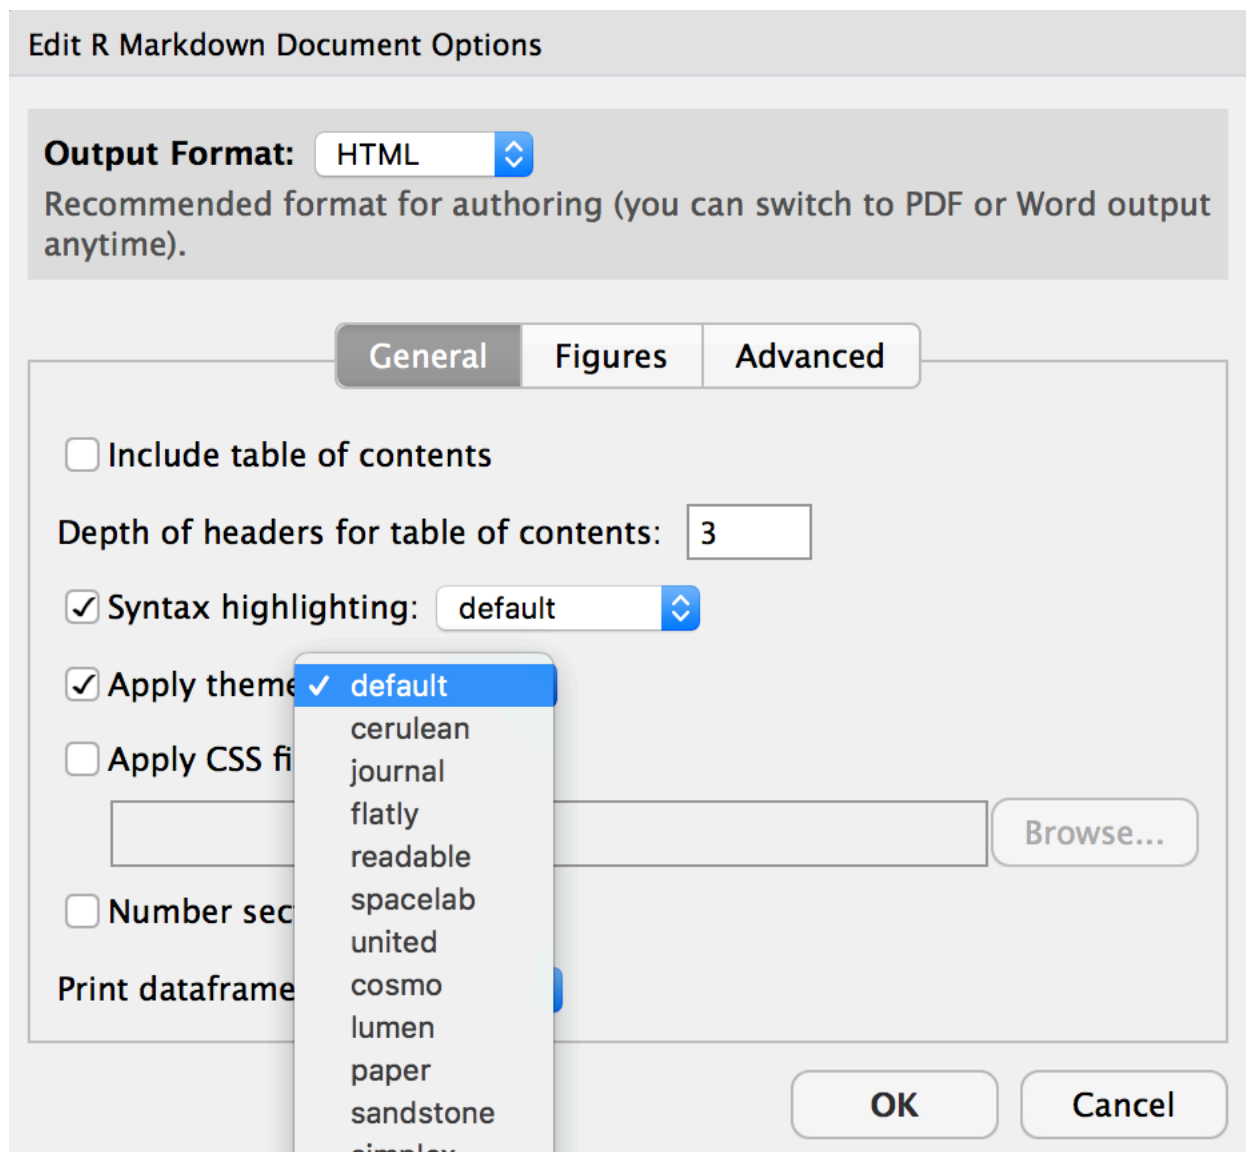 Edit R Markdown Document Options
Output Format: HTML
Recommended format for authoring (you can switch to PDF or Word output
anytime).
General Figures Advanced
Include table of contents
Depth of headers for table of contents: 3
Syntax highlighting: default
Apply theme
default
cerulean
journal
flatly
readable
spacelab
united
cosmo
lumen
paper
sandstone
Apply CSS
Browse...
Number
Print dataframe
OK Cancel